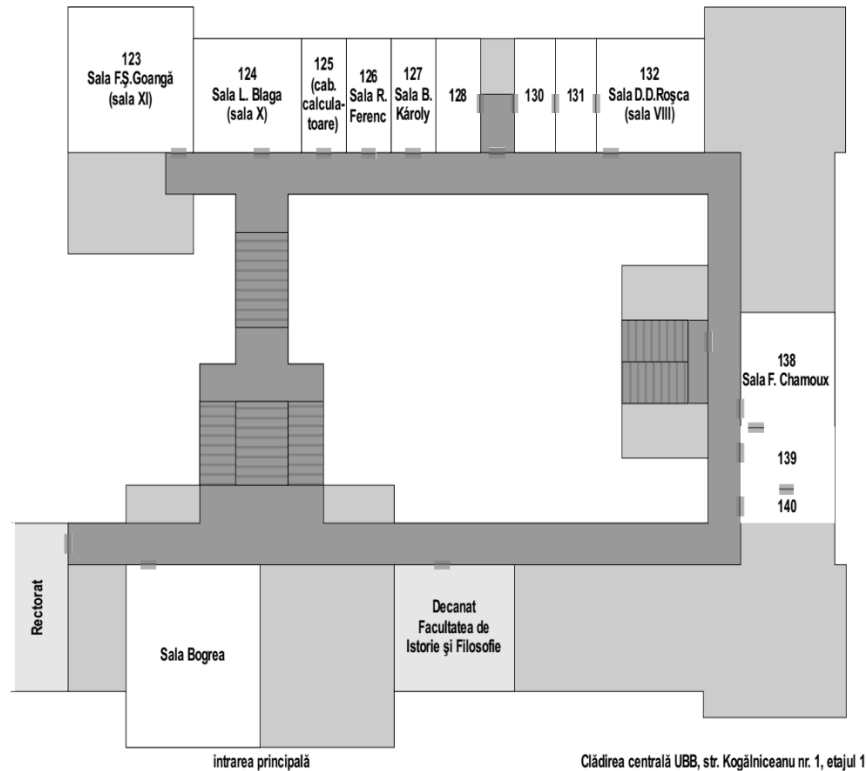 123
Sala F.Ş.Goangă
(sala XI)
124
Sala L. Blaga
(sala X)
125
(cab.
calcula-
toare)
126
Sala R.
Ferenc
127
Sala B.
Károly
128
130
131
132
Sala D.D.Roşca
(sala VIII)
138
Sala F. Chamoux
139
140
Rectorat
Sala Bogrea
Decanat
Facultatea de
Istorie şi Filosofie
intrarea principală
Clădirea centrală UBB, str. Kogălniceanu nr. 1, etajul 1